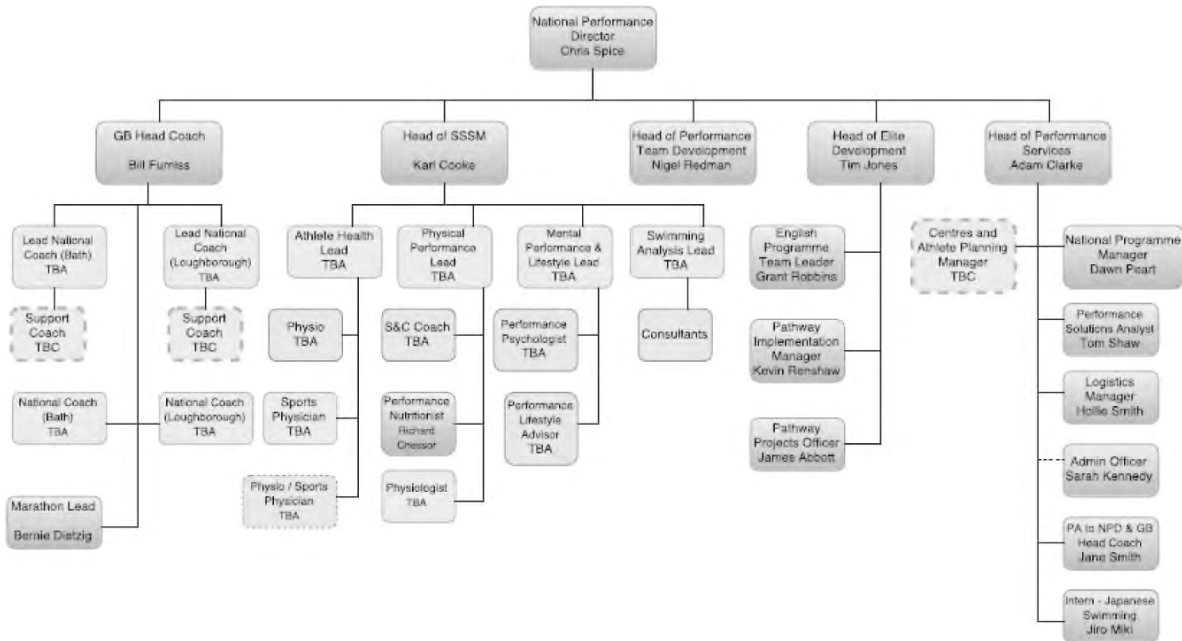 National Performance
Director
Chris Spice
GB Head Coach
Bill Furniss
Head of SSSM
Karl Cooke
Head of Performance
Team Development
Nigel Redman
Head of Elite
Development
Tim Jones
Head of Performance
Services
Adam Clarke
Lead National
Coach (Bath)
TBA
Lead National
Coach
(Loughborough)
TBA
Athlete Health
Lead
TBA
Physical
Performance
Lead
TBA
Mental
Performance &
Lifestyle Lead
TBA
Swimming
Analysis Lead
TBA
English
Programme
Team Leader
Grant Robbins
Centres and
Athlete Planning
Manager
TBC
National Programme
Manager
Dawn Peart
Support
Coach
TBC
Support
Coach
TBC
Physio
TBA
S&C Coach
TBA
Performance
Psychologist
TBA
Consultants
Pathway
Implementation
Manager
Kevin Renshaw
Performance
Solutions Analyst
Tom Shaw
National Coach
(Bath)
TBA
National Coach
(Loughborough)
TBA
Sports
Physician
TBA
Performance
Nutritionist
Richard
Chessor
Performance
Lifestyle
Advisor
TBA
Pathway
Projects Officer
James Abbott
Logistics
Manager
Hollie Smith
Marathon Lead
Bernie Dietzig
Physio / Sports
Physician
TBA
Physiologist
TBA
Admin Officer
Sarah Kennedy
PA to NPD & GB
Head Coach
Jane Smith
Intern - Japanese
Swimming
Jiro Miki